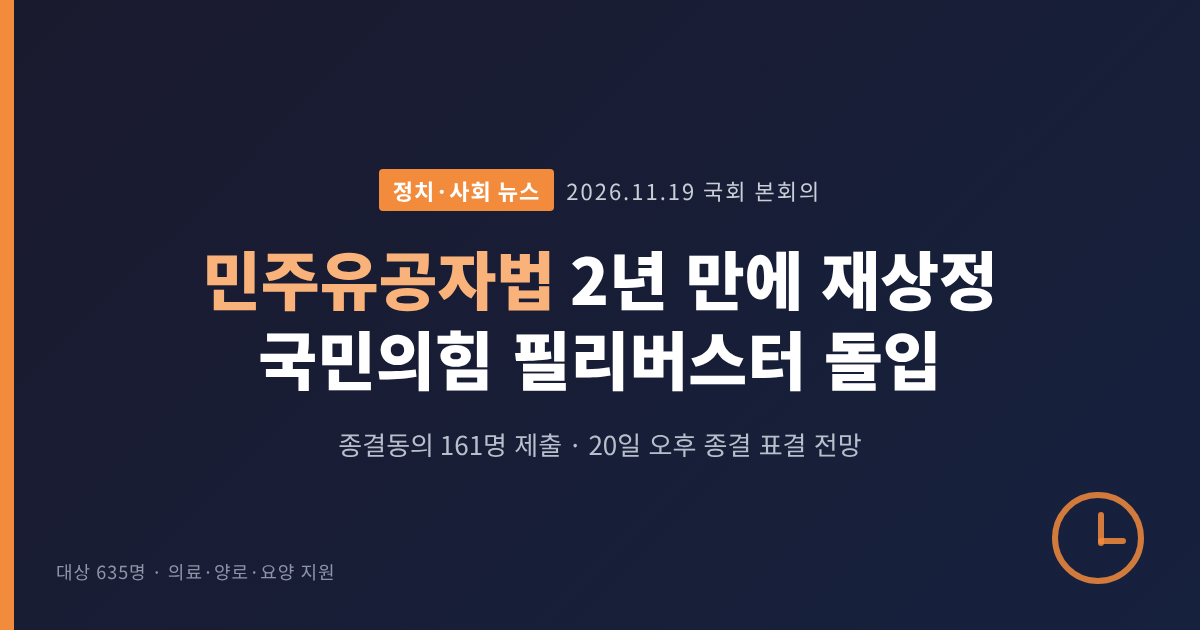 정치·사회 뉴스 2026.11.19 국회 본회의
민주유공자법 2년 만에 재상정
국민의힘 필리버스터 돌입
종결동의 161명 제출 · 20일 오후 종결 표결 전망
대상 635명 · 의료·양로·요양 지원